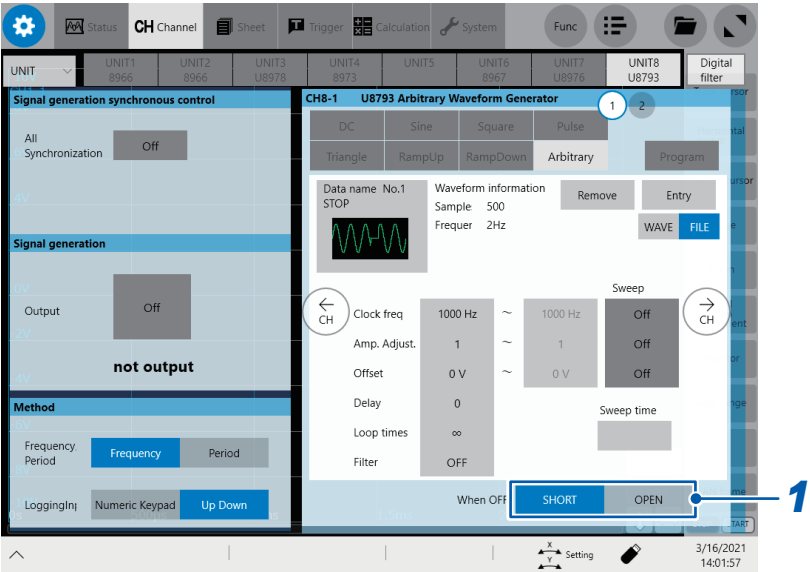 Status CH Channel Sheet Trigger Calculation System Func
UNIT
UNIT1 8966
UNIT2 8966
UNIT3 U8978
UNIT4 8973
UNIT5
UNIT6 8967
UNIT7 U8976
UNIT8 U8793
Digital filter
Signal generation synchronous control
All
Synchronization
Off
Signal generation
Output
Off
not output
Method
Frequency.
Period
Frequency
Period
LoggingInp
Numeric Keypad
Up Down
CH8-1 U8793 Arbitrary Waveform Generator
1 2
DC Sine Square Pulse
Triangle RampUp RampDown Arbitrary Program
Data name No.1
STOP
Waveform information
Sample 500
Frequer 2Hz
Remove
Entry
WAVE FILE
Sweep
CH
CH
Clock freq 1000 Hz ~ 1000 Hz Off
Amp. Adjust. 1 ~ 1 Off
Offset 0 V ~ 0 V Off
Delay 0
Loop times ∞
Sweep time
Filter OFF
When OFF SHORT OPEN
1
START
X
Y
Setting
3/16/2021
14:01:57